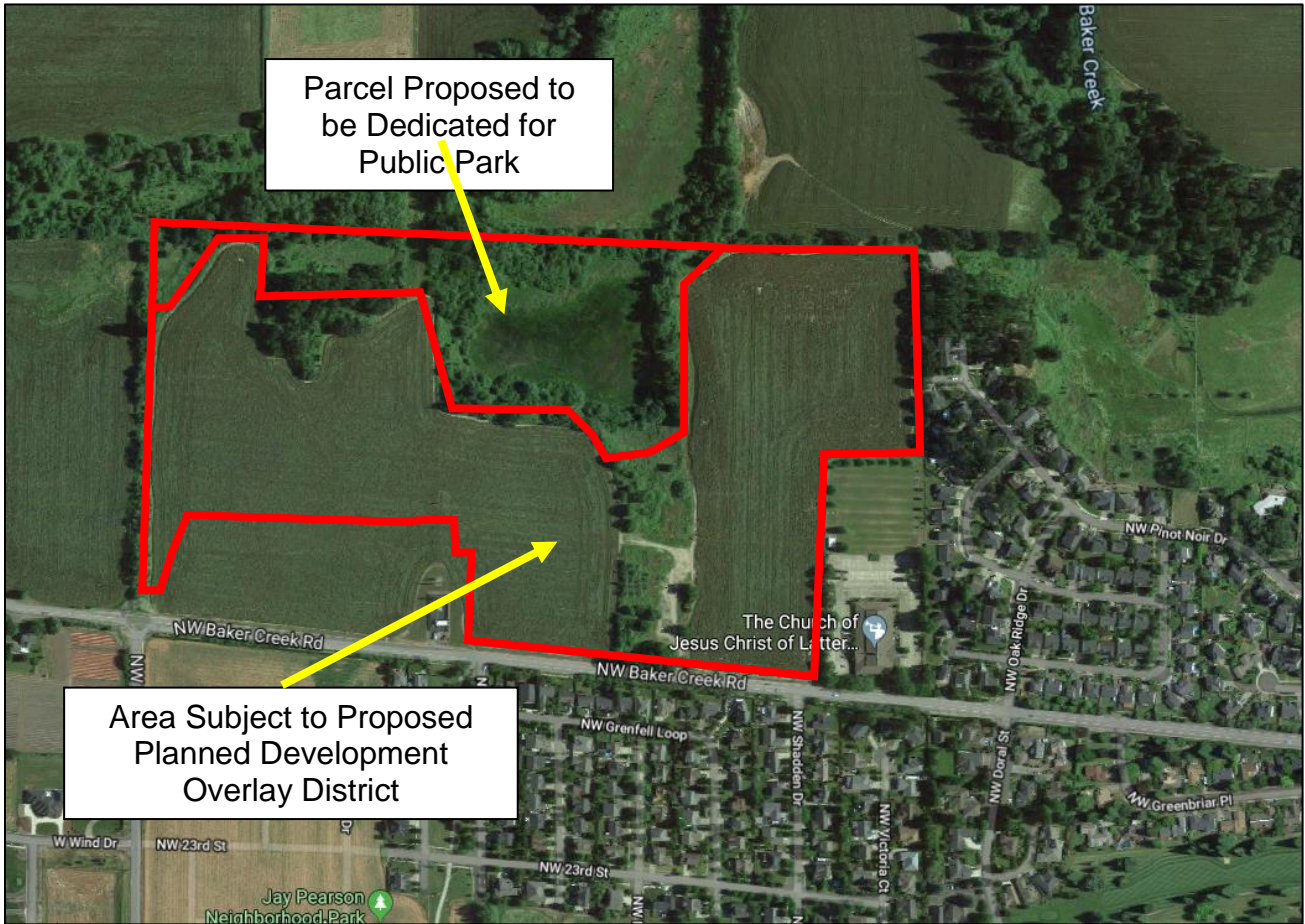 Baker Creek
Parcel Proposed to
be Dedicated for
Public Park
NW Pinot Noir Dr
The Church of
Jesus Christ of Latter...
NW Oak Ridge Dr
NW Baker Creek Rd
NW Baker Creek Rd
NW
N
Area Subject to Proposed
Planned Development
Overlay District
NW Grenfell Loop
NW Shadden Dr
NW Doral St
NW Victoria Ct
NW Greenbriar Pl
W Wind Dr
NW 23rd St
Dr
NW 23rd St
Jay Pearson
Neighborhood Park
NW
N